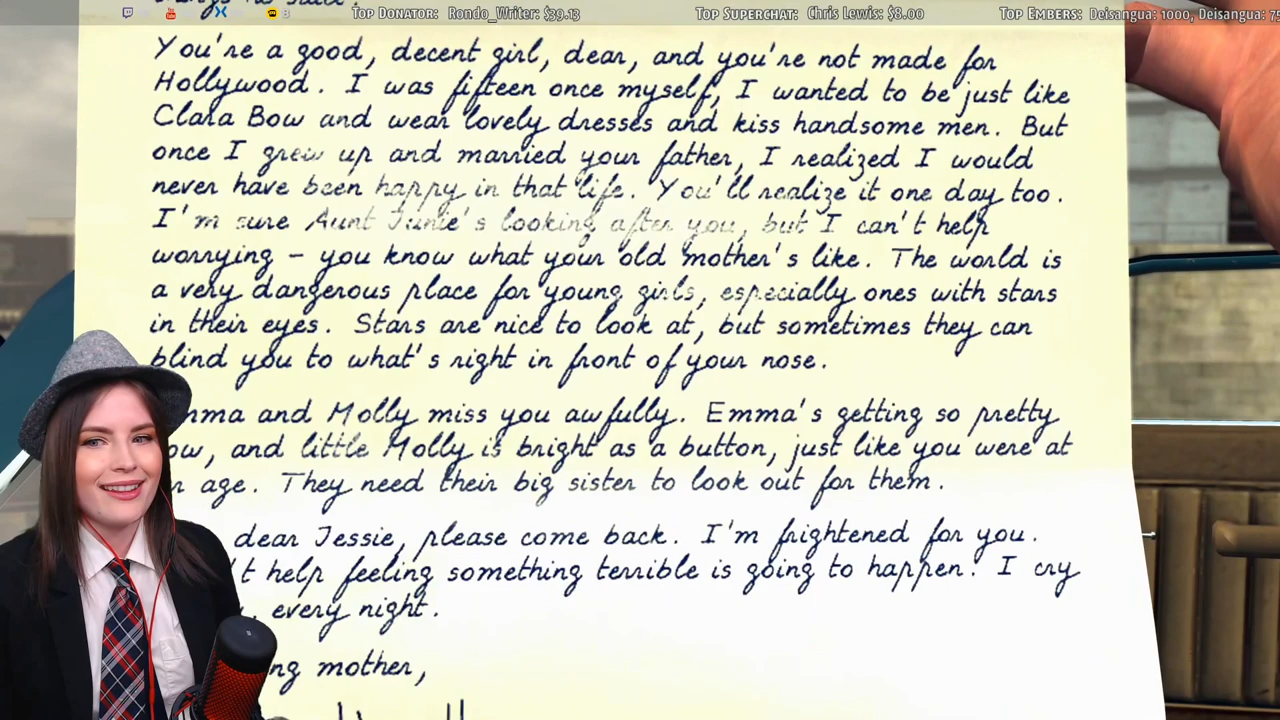 Top Donator: Rondo_Writer: $39.13 Top Superchat: Chris Lewis: $8.00 Top Embers: Deisangua: 1000, Deisangua: 75
You're a good, decent girl, dear, and you're not made for
Hollywood. I was fifteen once myself, I wanted to be just like
Clara Bow and wear lovely dresses and kiss handsome men. But
once I grew up and married your father, I realized I would
never have been happy in that life. You'll realize it one day too.
I'm sure Aunt Junie's looking after you, but I can't help
worrying - you know what your old mother's like. The world is
a very dangerous place for young girls, especially ones with stars
in their eyes. Stars are nice to look at, but sometimes they can
blind you to what's right in front of your nose.
mma and Molly miss you awfully. Emma's getting so pretty
ow, and little Molly is bright as a button, just like you were at
r age. They need their big sister to look out for them.
dear Jessie, please come back. I'm frightened for you.
't help feeling something terrible is going to happen. I cry
every night.
ng mother,